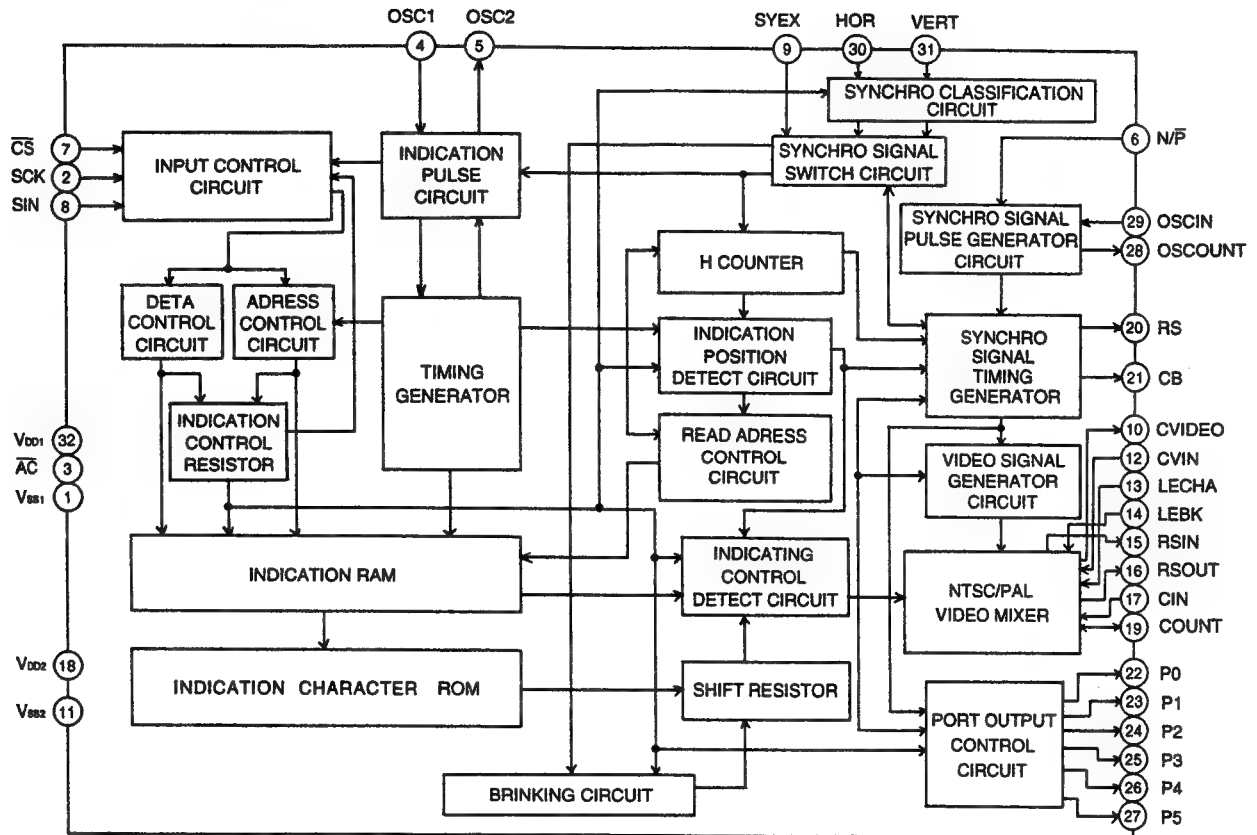 OSC1
OSC2
SYEX
HOR
VERT
4
5
9
30
31
SYNCHRO CLASSIFICATION
CIRCUIT
CS
7
SCK
2
SIN
8
INPUT CONTROL
CIRCUIT
INDICATION
PULSE
CIRCUIT
SYNCHRO SIGNAL
SWITCH CIRCUIT
6
N/P
SYNCHRO SIGNAL
PULSE GENERATOR
CIRCUIT
29
OSCIN
28
OSCOUNT
H COUNTER
DETA
CONTROL
CIRCUIT
ADRESS
CONTROL
CIRCUIT
TIMING
GENERATOR
INDICATION
POSITION
DETECT CIRCUIT
SYNCHRO
SIGNAL
TIMING
GENERATOR
20
RS
21
CB
INDICATION
CONTROL
RESISTOR
READ ADRESS
CONTROL
CIRCUIT
VDD1
32
AC
3
VSS1
1
VIDEO SIGNAL
GENERATOR
CIRCUIT
10
CVIDEO
12
CVIN
13
LECHA
14
LEBK
15
RSIN
16
RSOUT
17
CIN
19
COUNT
INDICATION RAM
INDICATING
CONTROL
DETECT CIRCUIT
NTSC/PAL
VIDEO MIXER
VDD2
18
VSS2
11
INDICATION CHARACTER ROM
SHIFT RESISTOR
PORT OUTPUT
CONTROL
CIRCUIT
22
P0
23
P1
24
P2
25
P3
26
P4
27
P5
BRINKING CIRCUIT